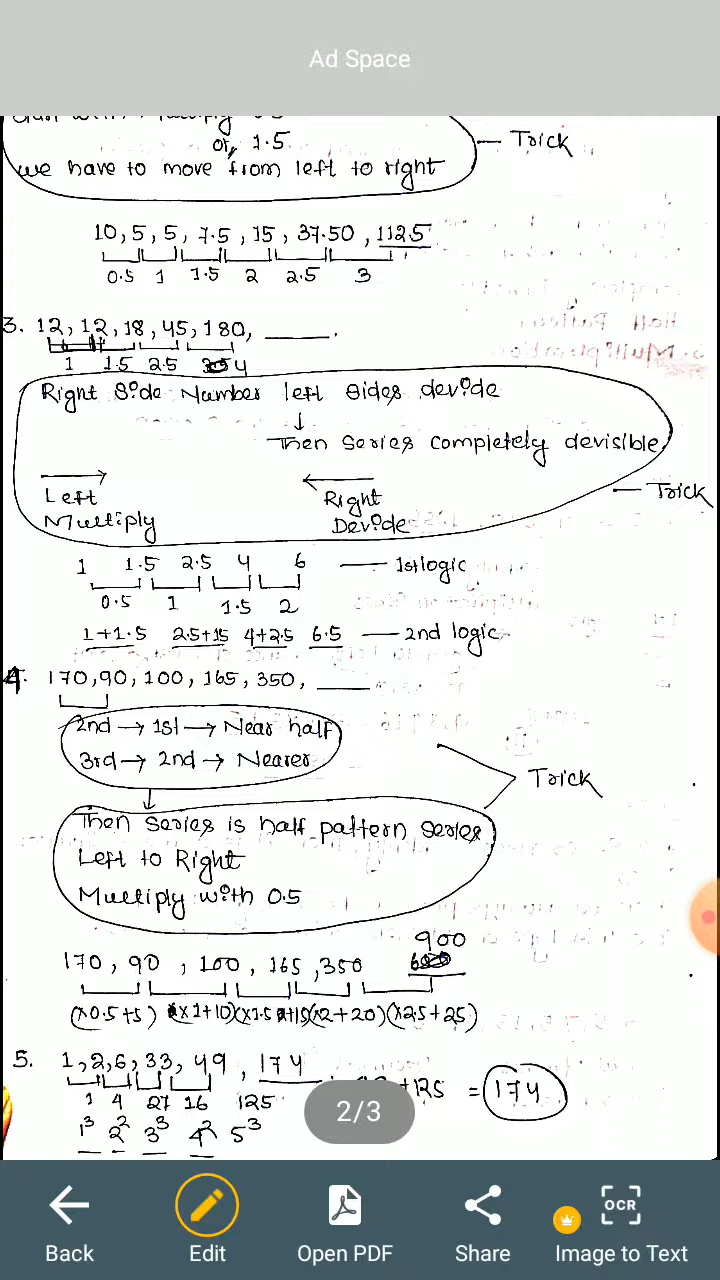 Ad Space
or, 1.5
we have to move from left to right
Trick
10, 5, 5, 7.5, 15, 37.50, 112.5
0.5 1 1.5 2 2.5 3
3. 12, 12, 18, 45, 180, ____.
1 1.5 2.5 4
Right Side Number left sides devide
↓
Then Series completely devisible
→ ←
Left Right
Multiply Devide
Trick
1 1.5 2.5 4 6 — 1st logic
0.5 1 1.5 2
1+1.5 2.5+15 4+2.5 6.5 — 2nd logic
4. 170, 90, 100, 165, 350, ____
2nd → 1st → Near half
3rd → 2nd → Nearer
Trick
↓
Then Series is half pattern series
Left to Right
Multiply with 0.5
900
170, 90, 100, 165, 350
(×0.5+5) (×1+10) (×1.5+15) (×2+20) (×2.5+25)
5. 1, 2, 6, 33, 49, 174
+125 = 174
1 4 27 16 125
1³ 2² 3³ 4² 5³
2/3
Back Edit Open PDF Share Image to Text
OCR